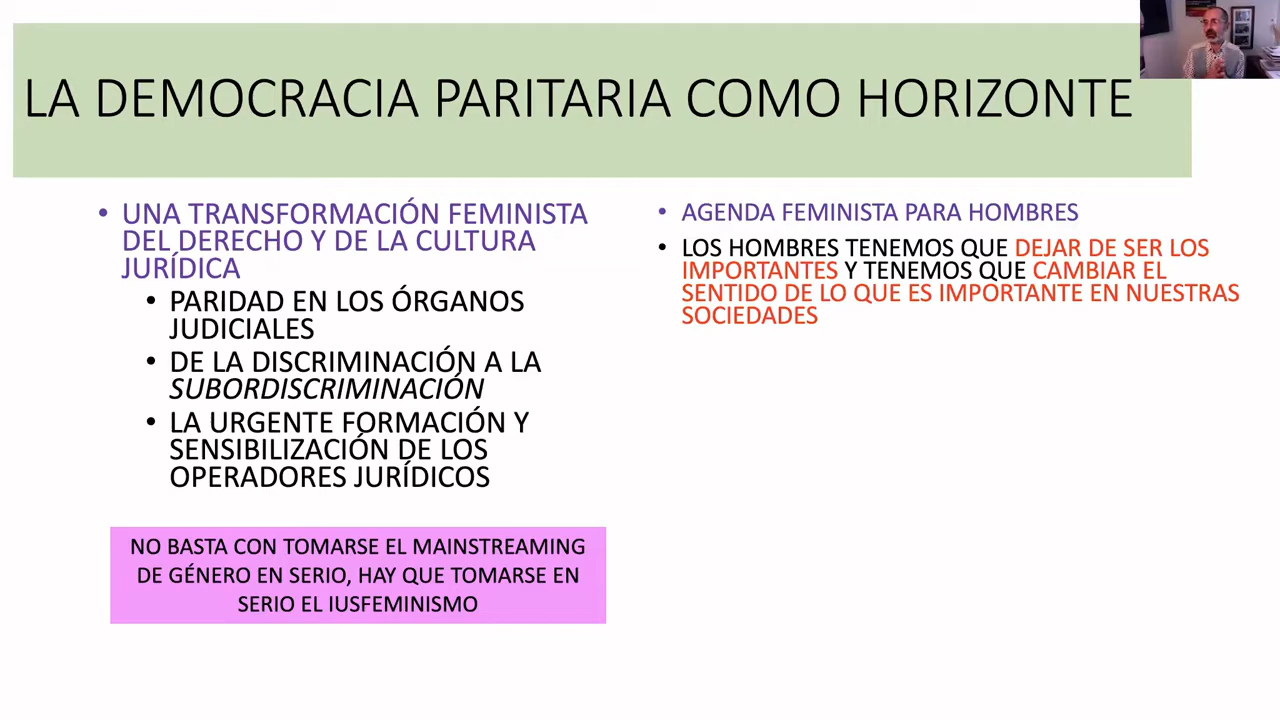 LA DEMOCRACIA PARITARIA COMO HORIZONTE
• UNA TRANSFORMACIÓN FEMINISTA
DEL DERECHO Y DE LA CULTURA
JURÍDICA
• PARIDAD EN LOS ÓRGANOS
JUDICIALES
• DE LA DISCRIMINACIÓN A LA
SUBORDISCRIMINACIÓN
• LA URGENTE FORMACIÓN Y
SENSIBILIZACIÓN DE LOS
OPERADORES JURÍDICOS
NO BASTA CON TOMARSE EL MAINSTREAMING
DE GÉNERO EN SERIO, HAY QUE TOMARSE EN
SERIO EL IUSFEMINISMO
• AGENDA FEMINISTA PARA HOMBRES
• LOS HOMBRES TENEMOS QUE DEJAR DE SER LOS
IMPORTANTES Y TENEMOS QUE CAMBIAR EL
SENTIDO DE LO QUE ES IMPORTANTE EN NUESTRAS
SOCIEDADES